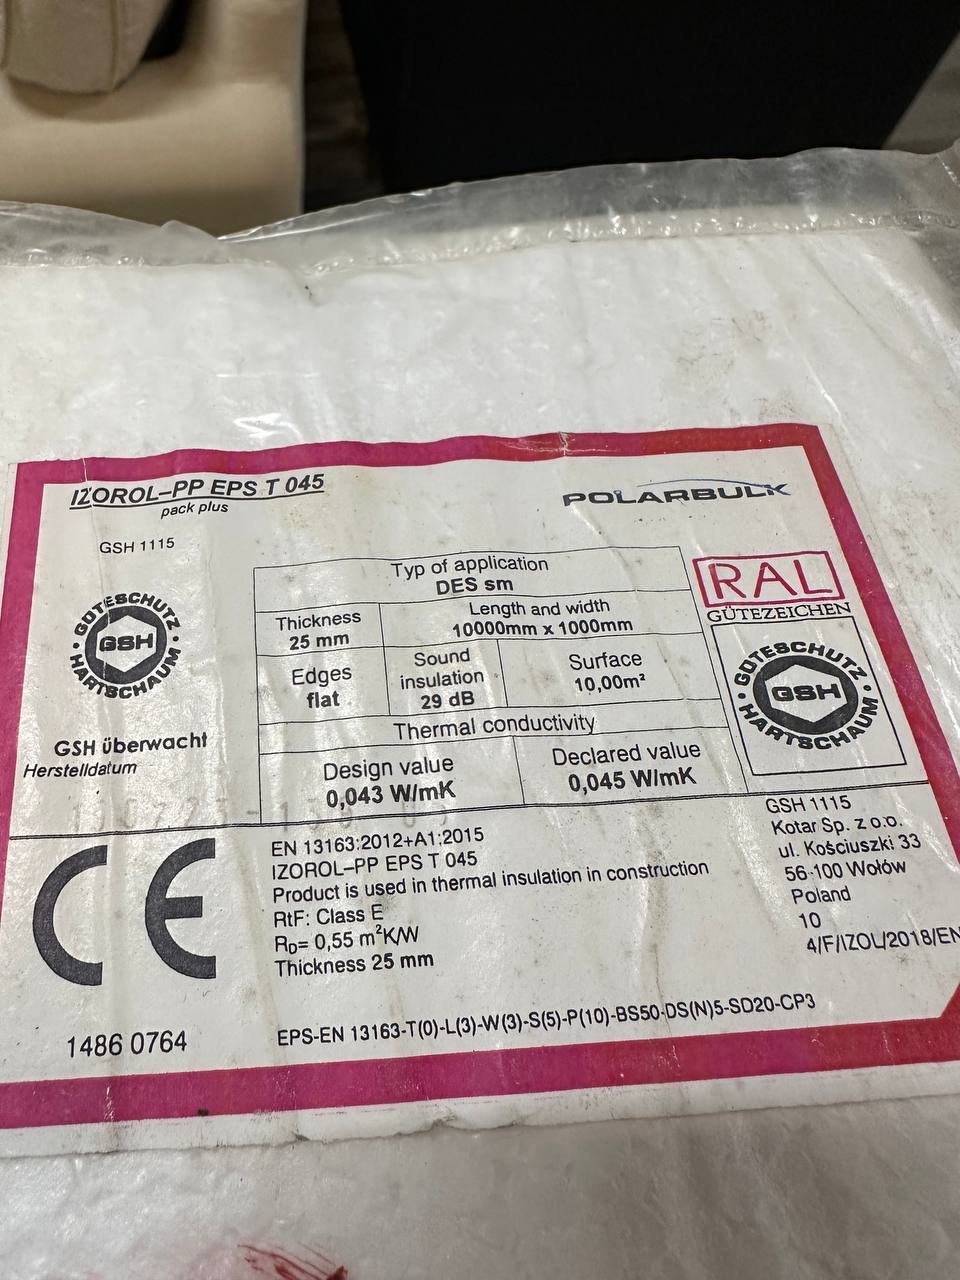 IZOROL-PP EPS T 045
pack plus
POLARBULK
GSH 1115
GÜTESCHUTZ
GSH
HARTSCHAUM
GSH überwacht
Herstelldatum
Typ of application
DES sm
Thickness
25 mm
Length and width
10000mm x 1000mm
Edges
flat
Sound
insulation
29 dB
Surface
10,00m²
Thermal conductivity
Design value
0,043 W/mK
Declared value
0,045 W/mK
RAL
GÜTEZEICHEN
GÜTESCHUTZ
GSH
HARTSCHAUM
CE
1486 0764
EN 13163:2012+A1:2015
IZOROL-PP EPS T 045
Product is used in thermal insulation in construction
RtF: Class E
R_D= 0,55 m²K/W
Thickness 25 mm
EPS-EN 13163-T(0)-L(3)-W(3)-S(5)-P(10)-BS50-DS(N)5-SD20-CP3
GSH 1115
Kotar Sp. z o.o.
ul. Kościuszki 33
56-100 Wołów
Poland
10
4/F/IZOL/2018/EN